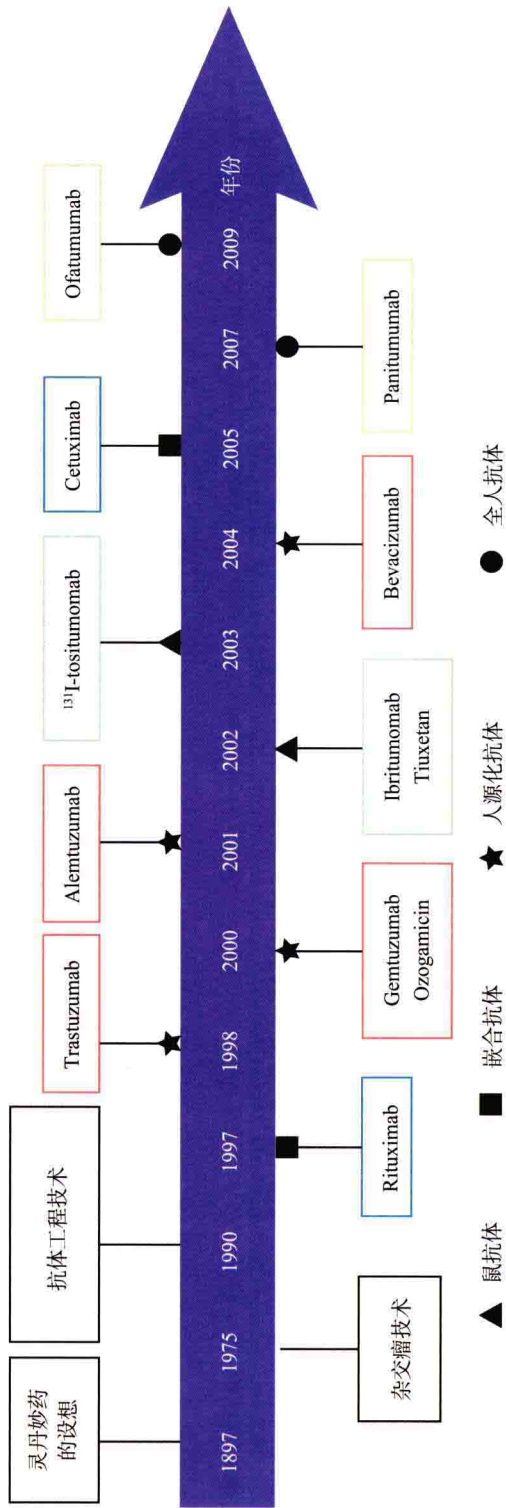 灵丹妙药
的设想
抗体工程技术
Trastuzumab
Alemtuzumab
¹³¹I-tositumomab
Cetuximab
Ofatumumab
1897
1975
1990
1997
1998
2000
2001
2002
2003
2004
2005
2007
2009
年份
杂交瘤技术
Rituximab
Gemtuzumab
Ozogamicin
Ibritumomab
Tiuxetan
Bevacizumab
Panitumumab
鼠抗体
嵌合抗体
人源化抗体
全人抗体